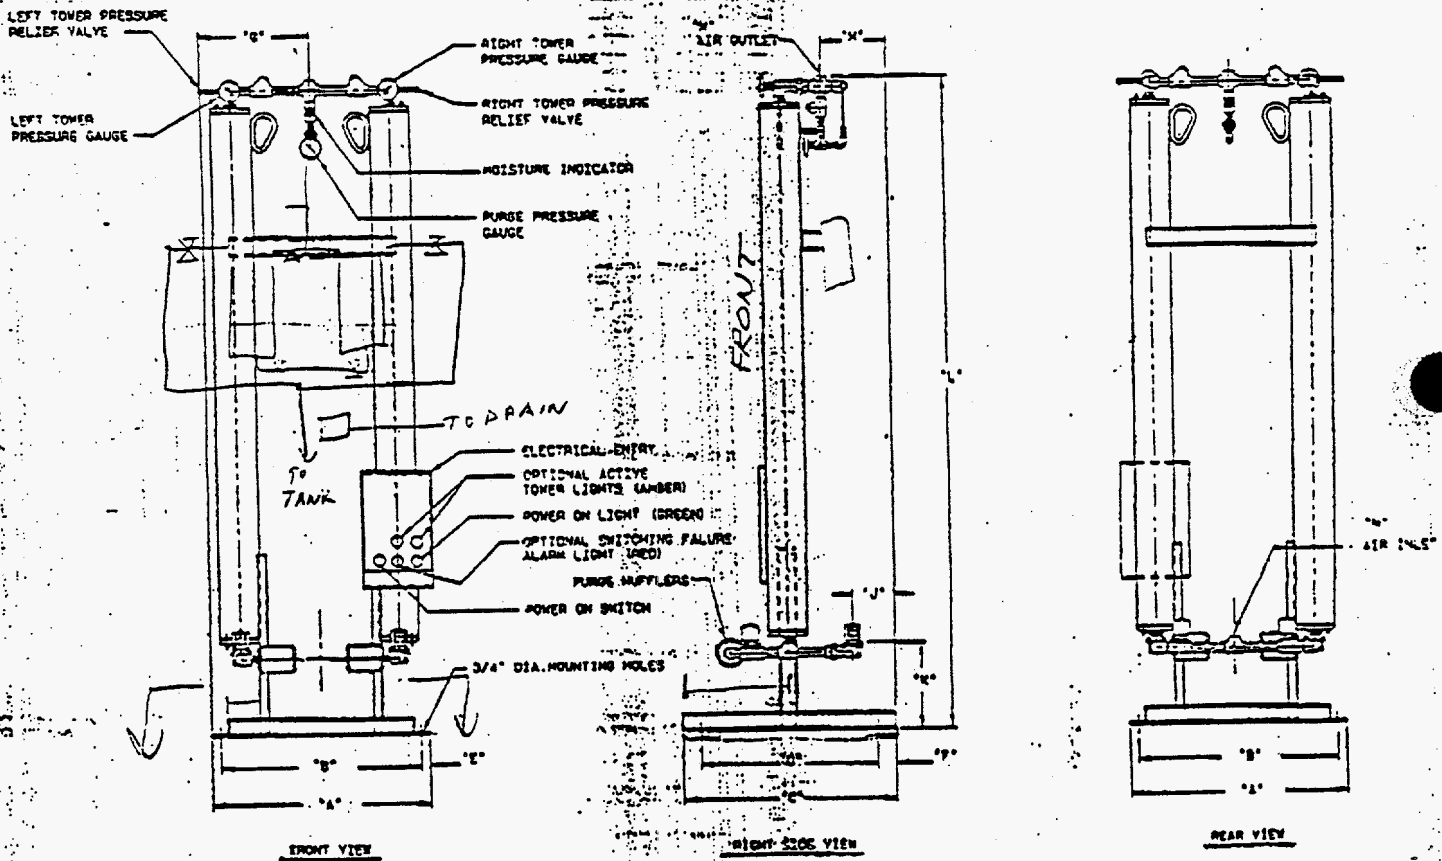 LEFT TOWER PRESSURE
RELIEF VALVE
"G"
RIGHT TOWER
PRESSURE GAUGE
LEFT TOWER
PRESSURE GAUGE
RIGHT TOWER PRESSURE
RELIEF VALVE
MOISTURE INDICATOR
PURGE PRESSURE
GAUGE
TO DRAIN
TO
TANK
ELECTRICAL ENTRY
OPTIONAL ACTIVE
TOWER LIGHTS (AMBER)
POWER ON LIGHT (GREEN)
OPTIONAL SWITCHING FAILURE
ALARM LIGHT (RED)
PURGE MUFFLERS
POWER ON SWITCH
3/4" DIA. MOUNTING HOLES
"B"
"E"
"A"
FRONT VIEW
AIR OUTLET
"H"
FRONT
"L"
"J"
"K"
"F"
"C"
RIGHT SIDE VIEW
"N"
AIR INLET
"B"
"A"
REAR VIEW